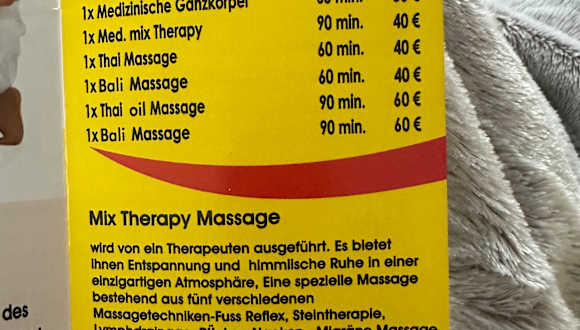 1x Medizinische Ganzkörper
1x Med. mix Therapy 90 min. 40 €
1x Thai Massage 60 min. 40 €
1x Bali Massage 60 min. 40 €
1x Thai oil Massage 90 min. 60 €
1x Bali Massage 90 min. 60 €
Mix Therapy Massage
wird von ein Therapeuten ausgeführt. Es bietet
Ihnen Entspannung und himmlische Ruhe in einer
einzigartigen Atmosphäre, Eine spezielle Massage
bestehend aus fünf verschiedenen
Massagetechniken-Fuss Reflex, Steintherapie,
des